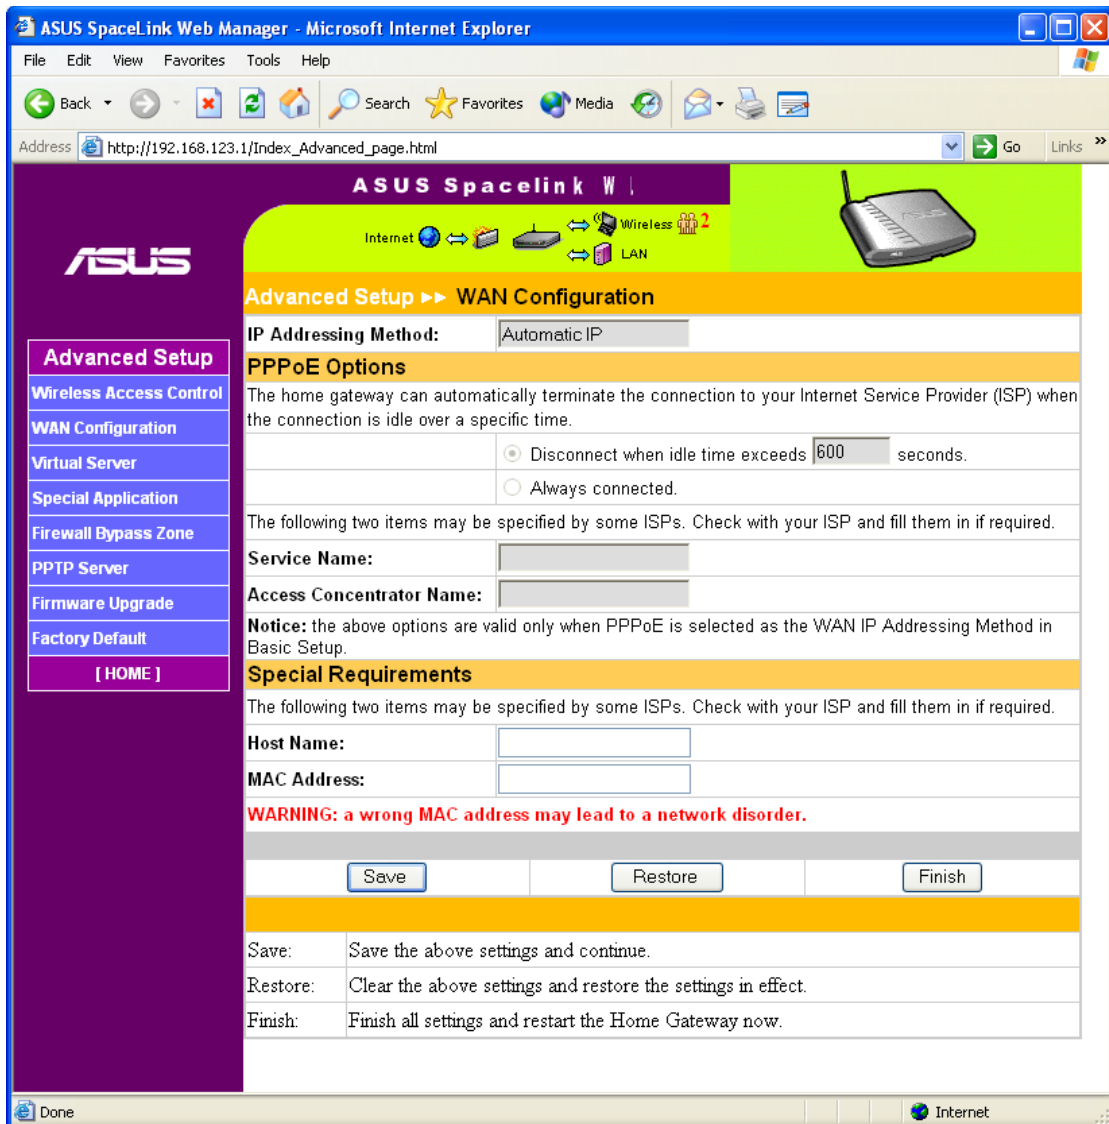 ASUS SpaceLink Web Manager - Microsoft Internet Explorer
File Edit View Favorites Tools Help
Back Search Favorites Media
Address http://192.168.123.1/Index_Advanced_page.html Go Links »
ASUS Spacelink W
Internet Wireless 2
LAN
ASUS
Advanced Setup
Wireless Access Control
WAN Configuration
Virtual Server
Special Application
Firewall Bypass Zone
PPTP Server
Firmware Upgrade
Factory Default
[ HOME ]
Advanced Setup ▸▸ WAN Configuration
IP Addressing Method: Automatic IP
PPPoE Options
The home gateway can automatically terminate the connection to your Internet Service Provider (ISP) when
the connection is idle over a specific time.
Disconnect when idle time exceeds 600 seconds.
Always connected.
The following two items may be specified by some ISPs. Check with your ISP and fill them in if required.
Service Name:
Access Concentrator Name:
Notice: the above options are valid only when PPPoE is selected as the WAN IP Addressing Method in
Basic Setup.
Special Requirements
The following two items may be specified by some ISPs. Check with your ISP and fill them in if required.
Host Name:
MAC Address:
WARNING: a wrong MAC address may lead to a network disorder.
Save Restore Finish
Save: Save the above settings and continue.
Restore: Clear the above settings and restore the settings in effect.
Finish: Finish all settings and restart the Home Gateway now.
Done Internet